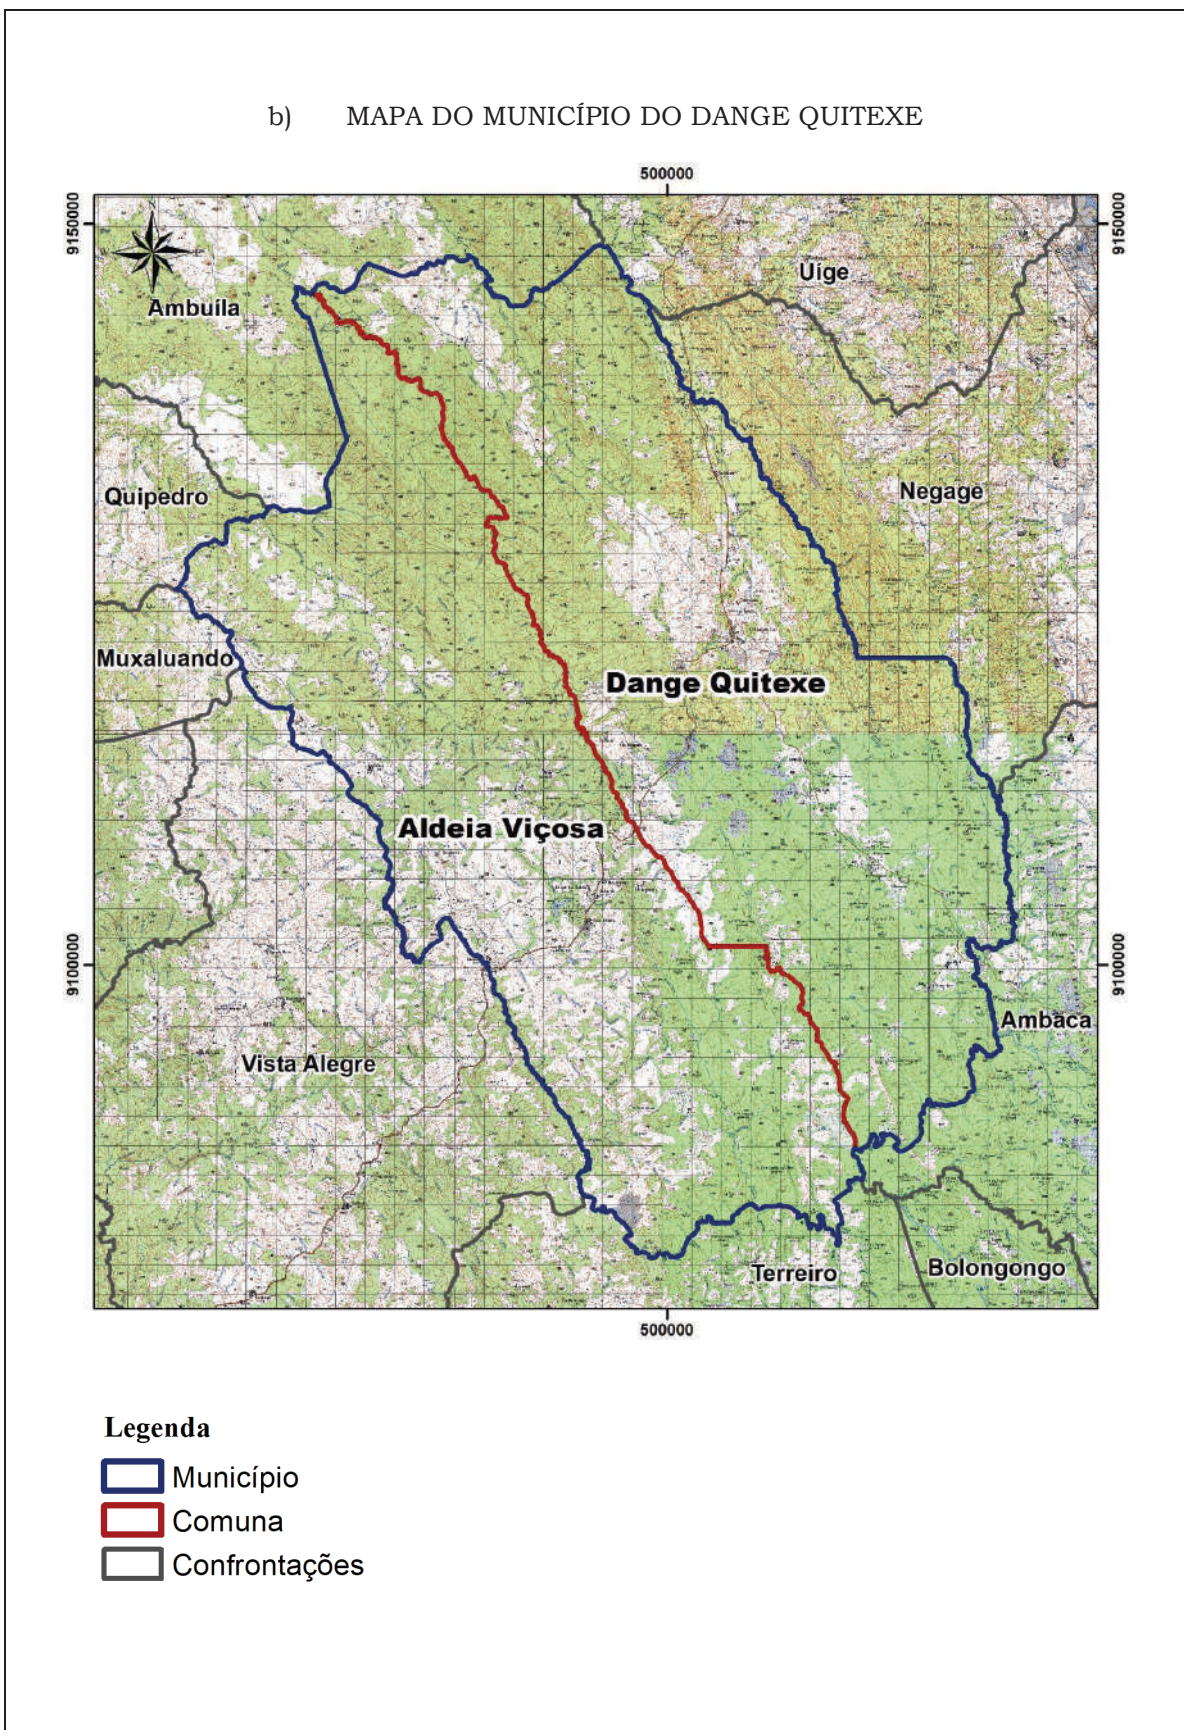 b) MAPA DO MUNICÍPIO DO DANGE QUITEXE
500000
9150000
9150000
Uíge
Ambuíla
Quipedro
Negage
Muxaluando
Dange Quitexe
Aldeia Viçosa
9100000
9100000
Ambaca
Vista Alegre
Terreiro
Bolongongo
500000
Legenda
Município
Comuna
Confrontações